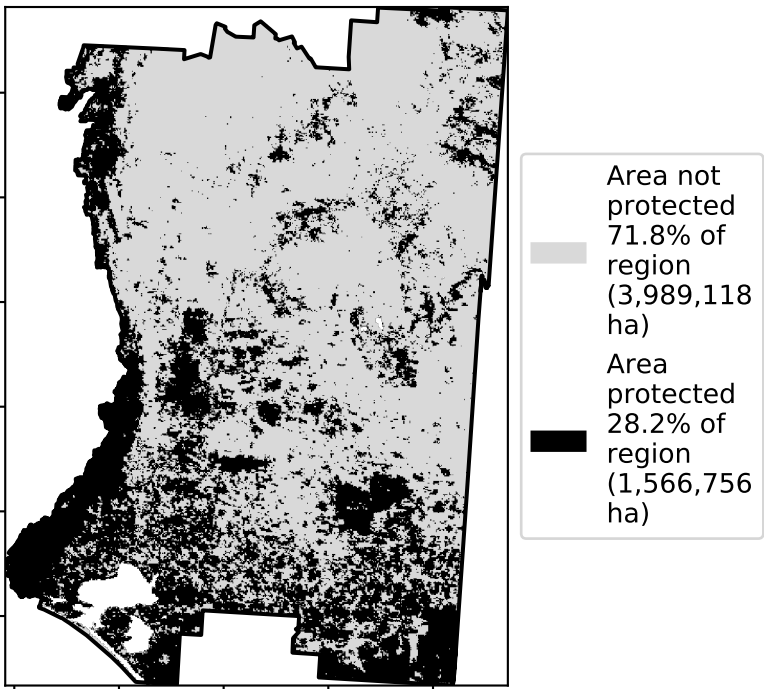 Area not
protected
71.8% of
region
(3,989,118
ha)
Area
protected
28.2% of
region
(1,566,756
ha)